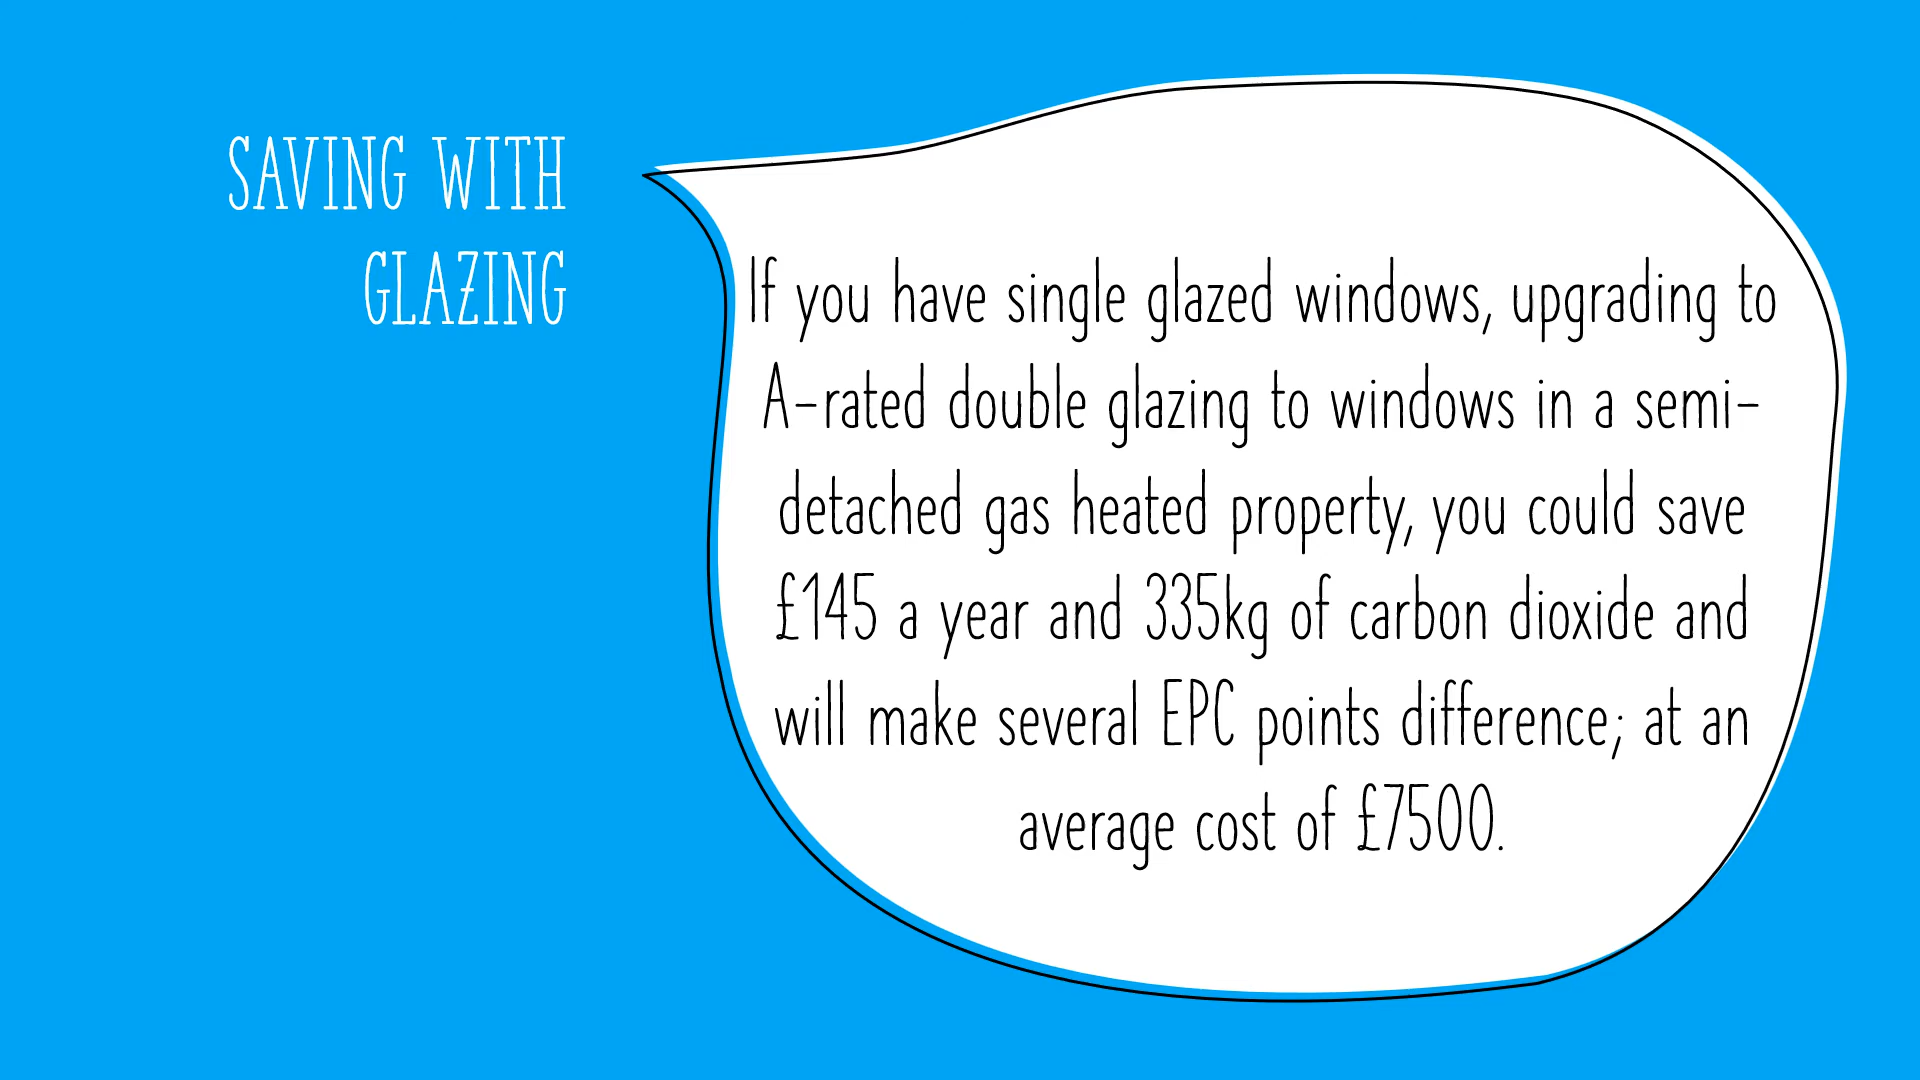 SAVING WITH
GLAZING
If you have single glazed windows, upgrading to
A-rated double glazing to windows in a semi-
detached gas heated property, you could save
£145 a year and 335kg of carbon dioxide and
will make several EPC points difference; at an
average cost of £7500.